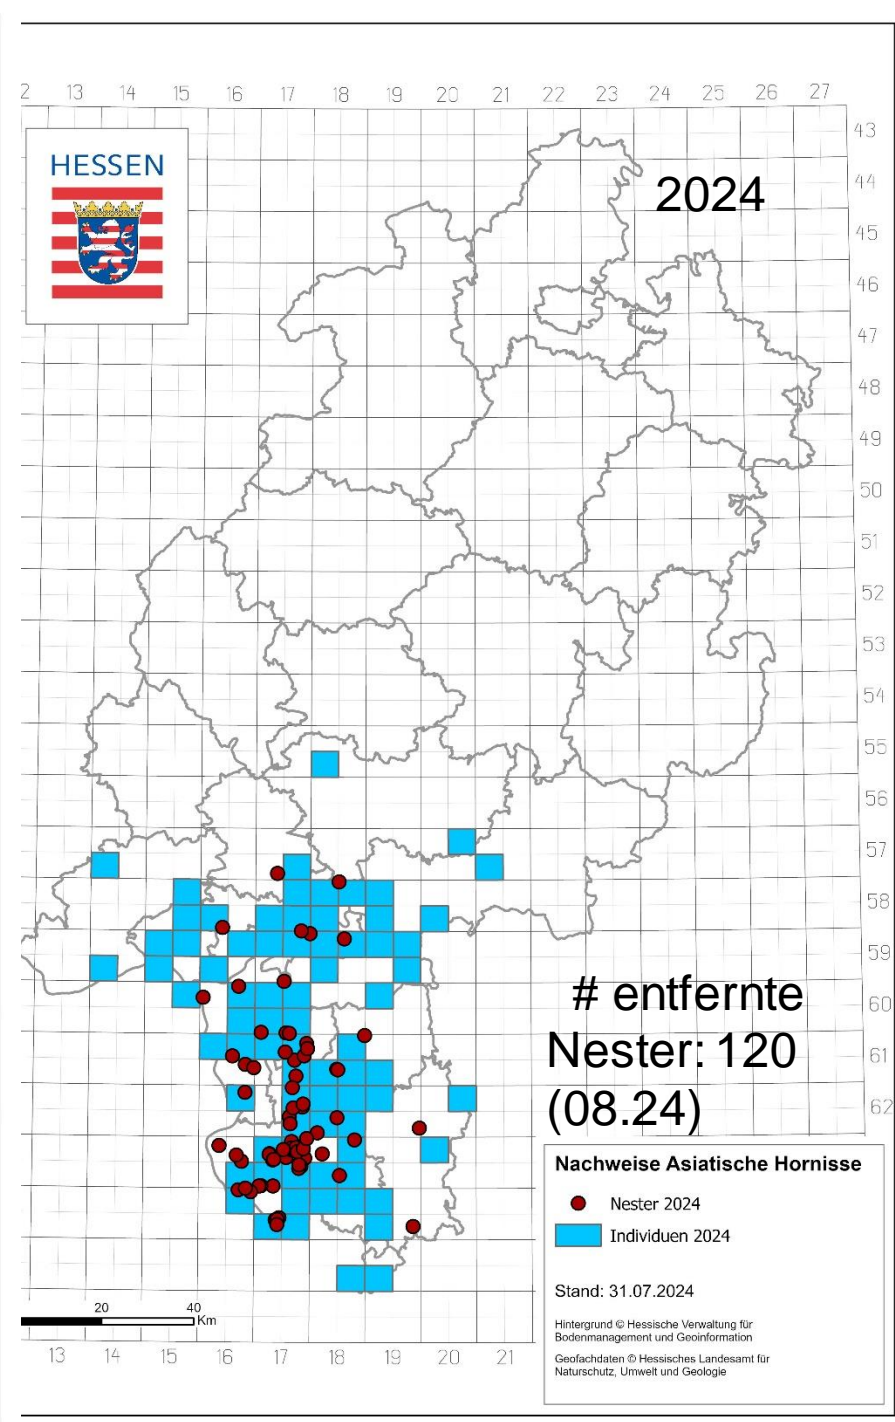 2 13 14 15 16 17 18 19 20 21 22 23 24 25 26 27
43
HESSEN
44
2024
45
46
47
48
49
50
51
52
53
54
55
56
57
58
59
60
# entfernte
Nester: 120
61
(08.24)
62
Nachweise Asiatische Hornisse
Nester 2024
Individuen 2024
Stand: 31.07.2024
20 40
Km
Hintergrund © Hessische Verwaltung für
Bodenmanagement und Geoinformation
Geofachdaten © Hessisches Landesamt für
Naturschutz, Umwelt und Geologie
13 14 15 16 17 18 19 20 21